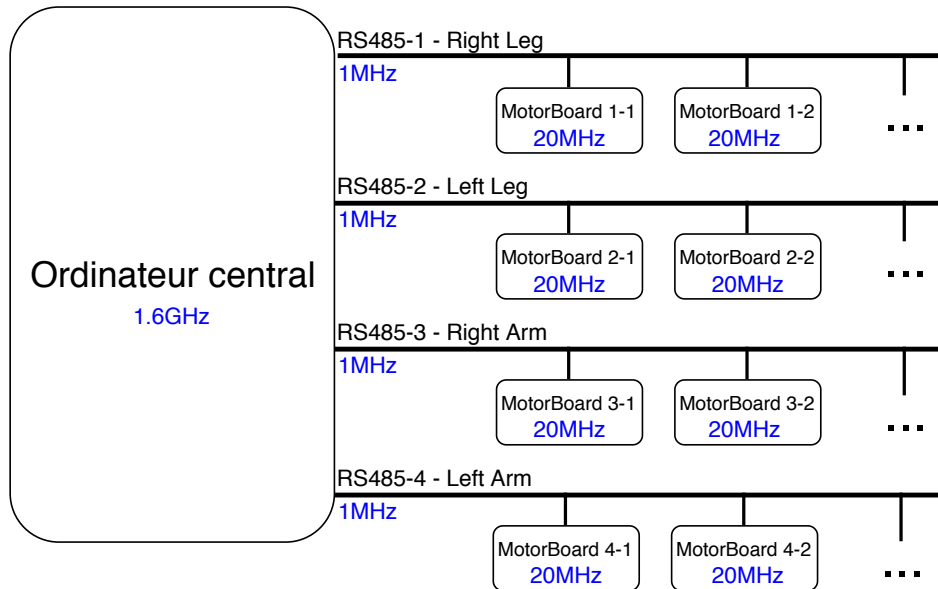 RS485-1 - Right Leg
1MHz
MotorBoard 1-1
20MHz
MotorBoard 1-2
20MHz
...
RS485-2 - Left Leg
1MHz
MotorBoard 2-1
20MHz
MotorBoard 2-2
20MHz
...
Ordinateur central
1.6GHz
RS485-3 - Right Arm
1MHz
MotorBoard 3-1
20MHz
MotorBoard 3-2
20MHz
...
RS485-4 - Left Arm
1MHz
MotorBoard 4-1
20MHz
MotorBoard 4-2
20MHz
...